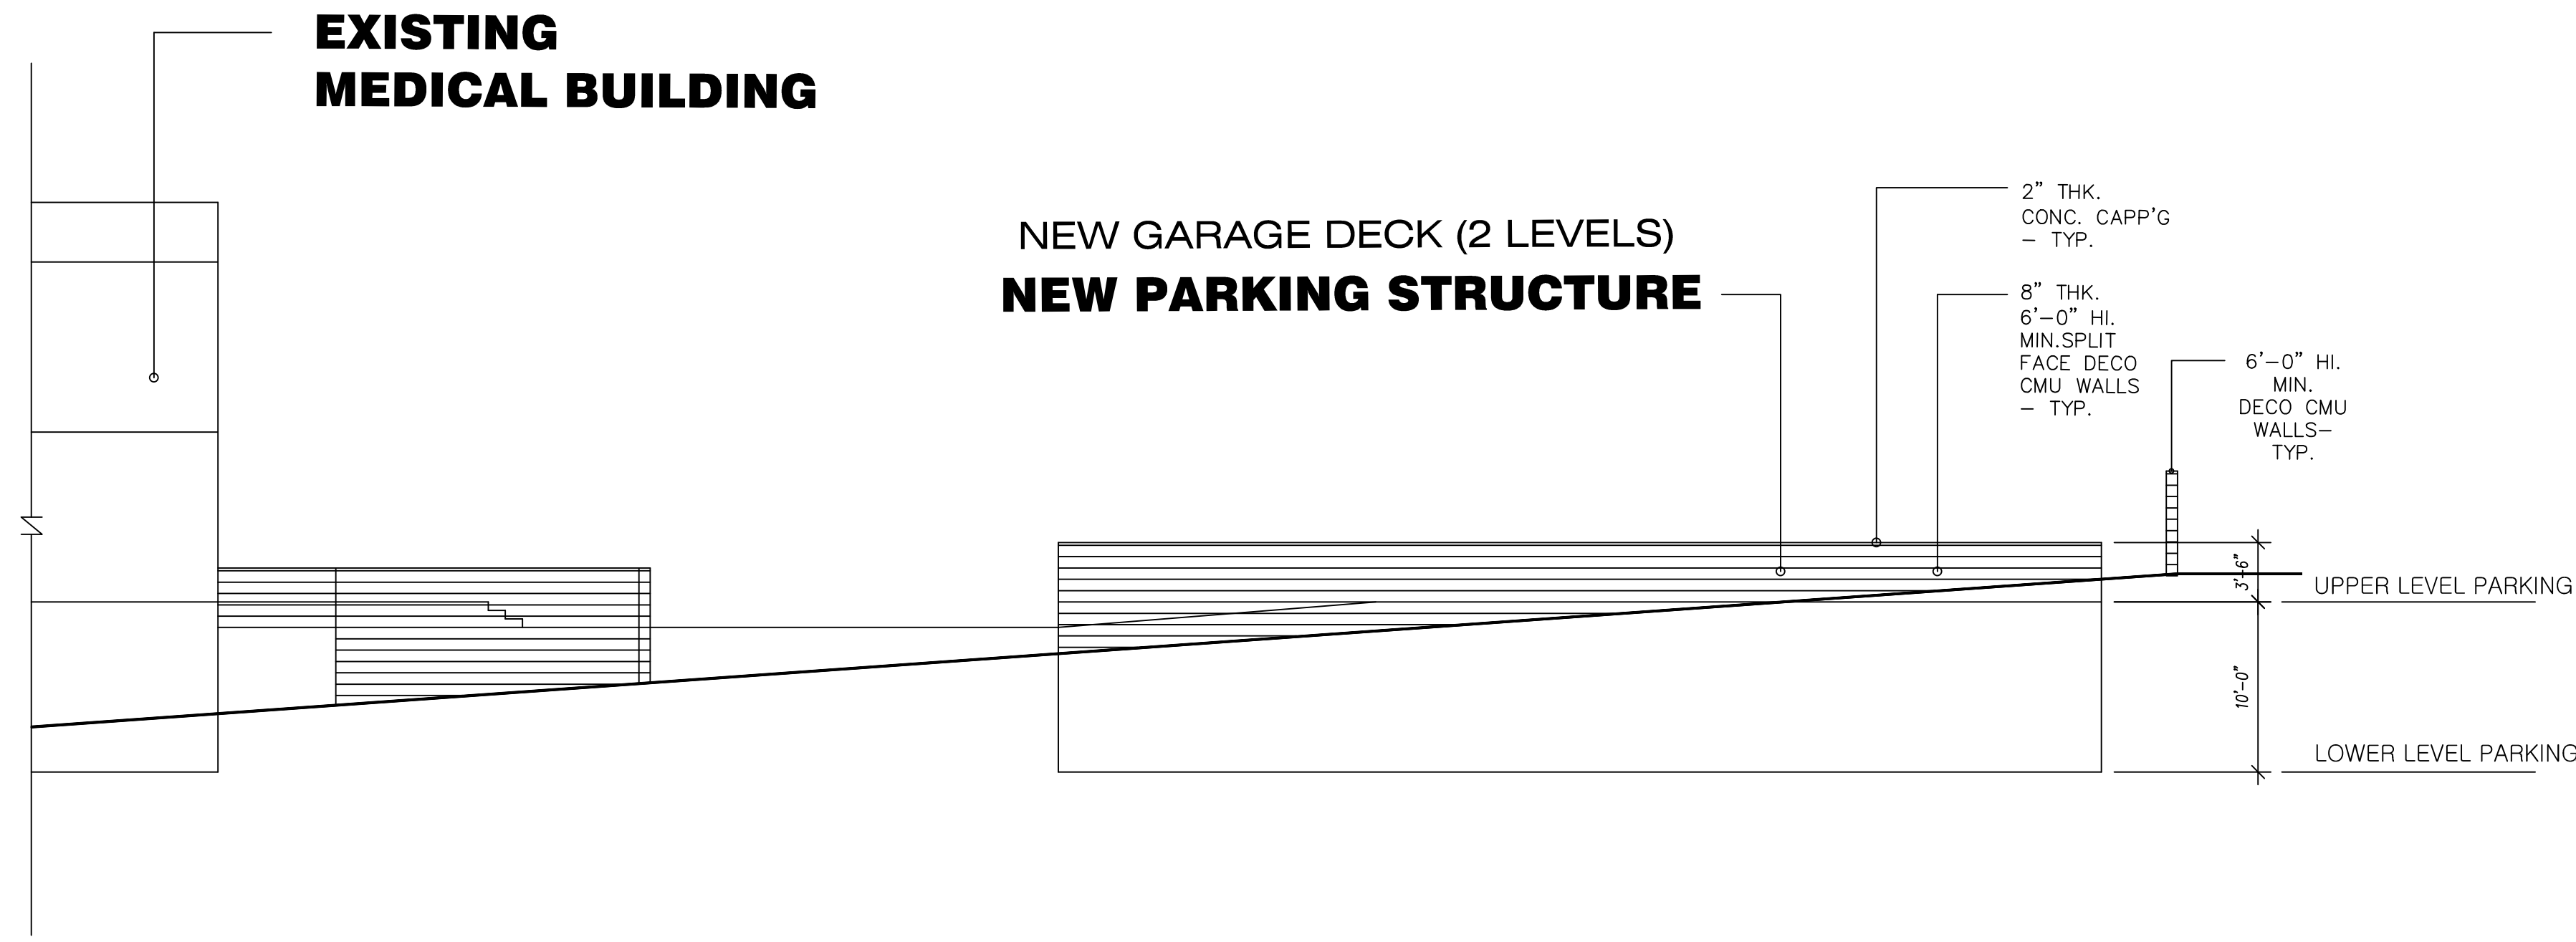 EXISTING
MEDICAL BUILDING
NEW GARAGE DECK (2 LEVELS)
NEW PARKING STRUCTURE
2” THK.
CONC. CAPP’G
– TYP.
8” THK.
6’–0” HI.
MIN.SPLIT
FACE DECO
CMU WALLS
– TYP.
6’–0” HI.
MIN.
DECO CMU
WALLS–
TYP.
3’–6”
UPPER LEVEL PARKING
10’–0”
LOWER LEVEL PARKING